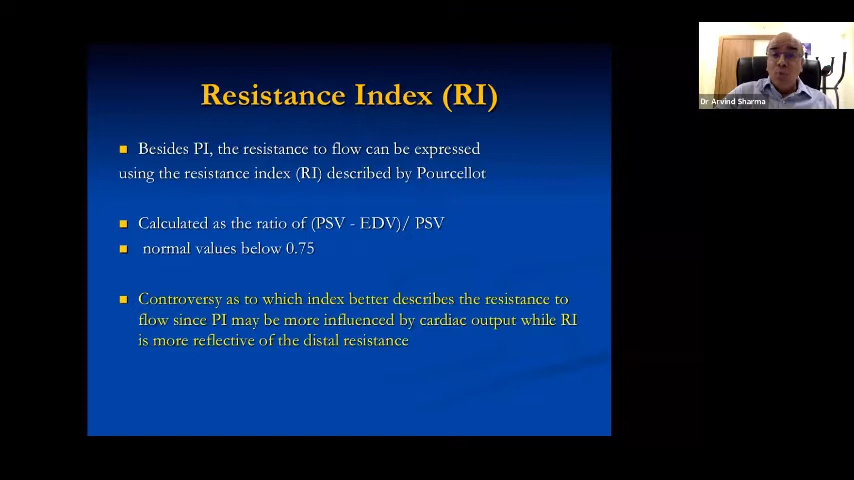 Resistance Index (RI)
Besides PI, the resistance to flow can be expressed
using the resistance index (RI) described by Pourcellot
Calculated as the ratio of (PSV - EDV)/ PSV
normal values below 0.75
Controversy as to which index better describes the resistance to
flow since PI may be more influenced by cardiac output while RI
is more reflective of the distal resistance
Dr Arvind Sharma